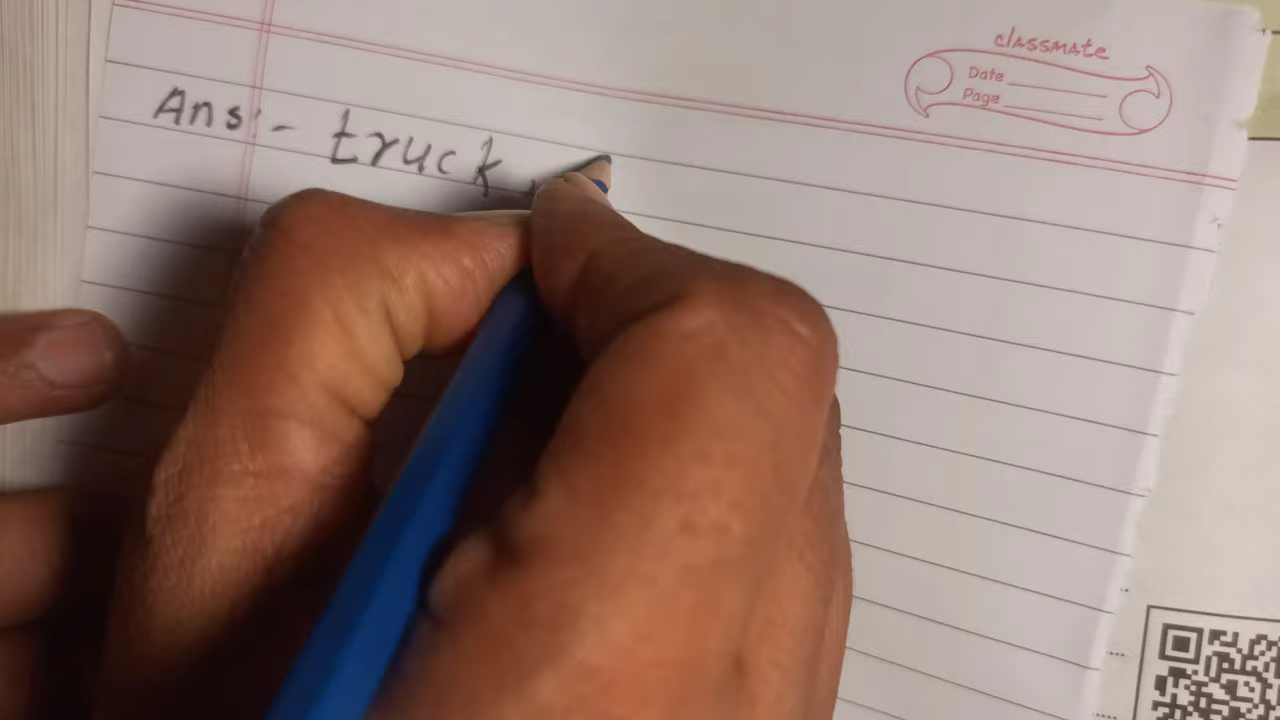 classmate
Date
Page
Ans:- truck,